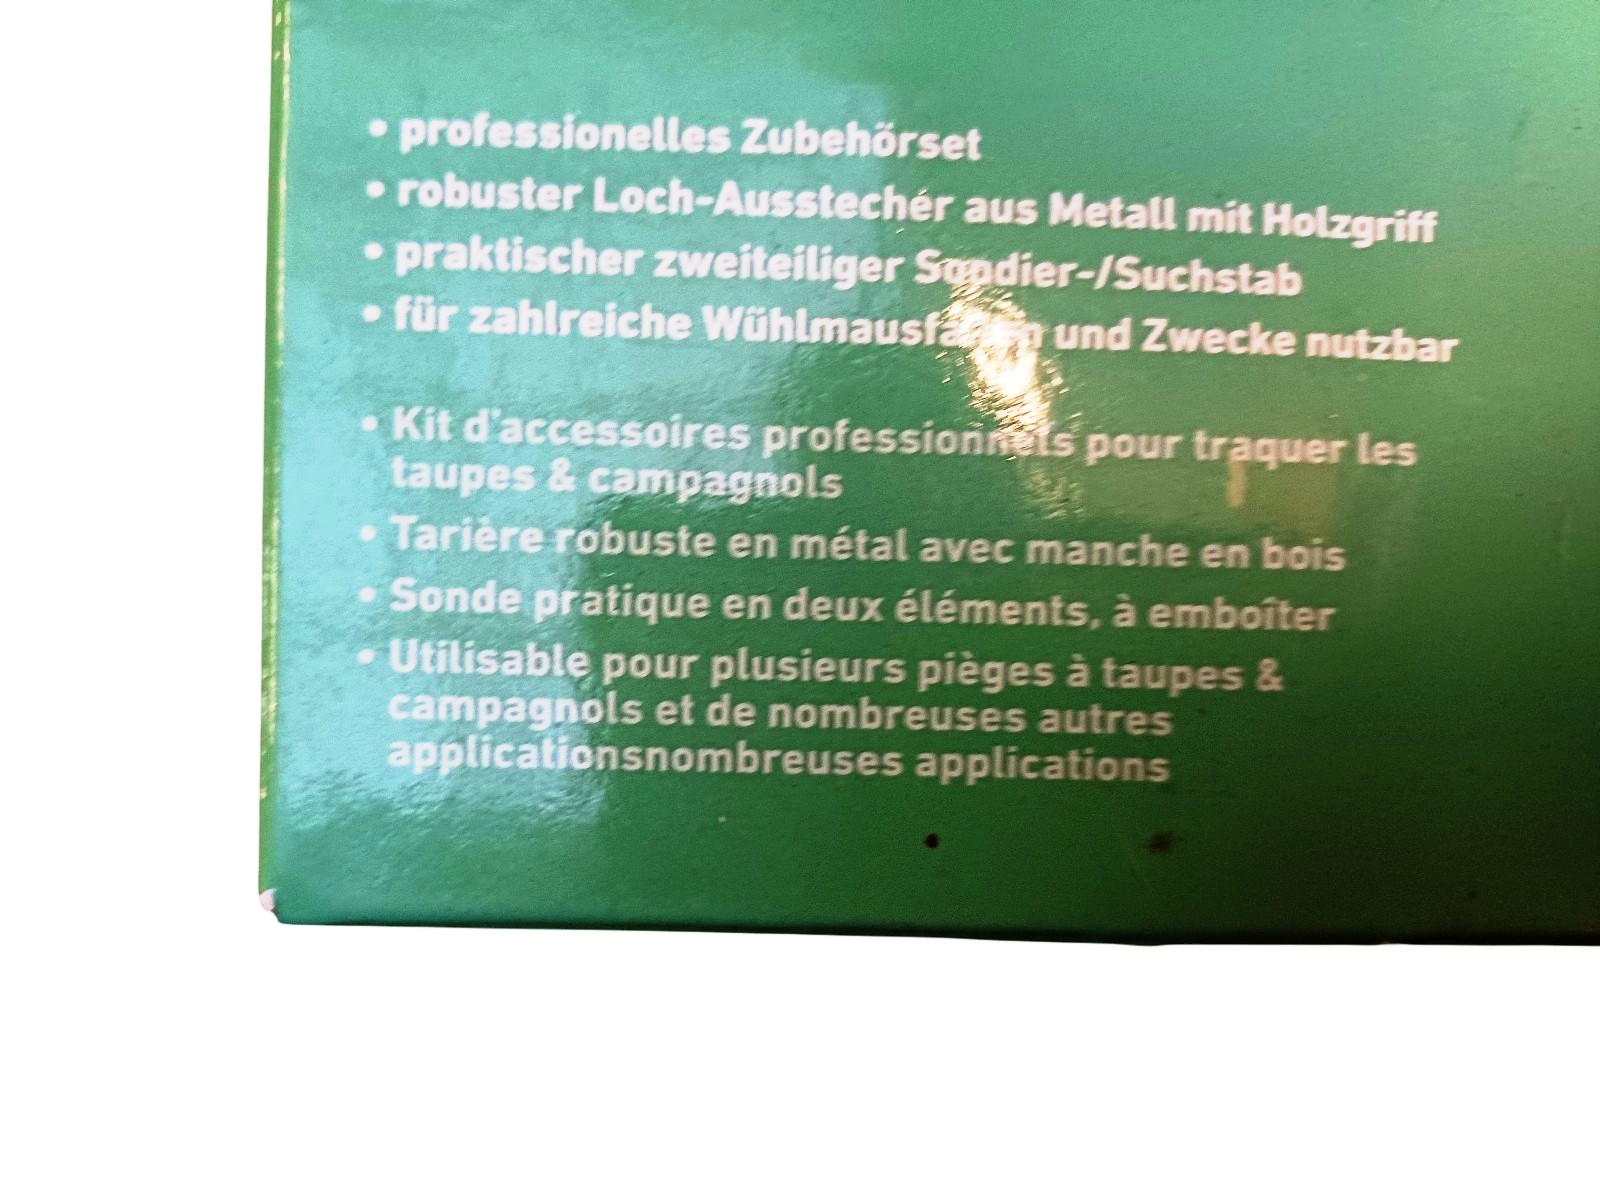 • professionelles Zubehörset
• robuster Loch-Ausstecher aus Metall mit Holzgriff
• praktischer zweiteiliger Sondier-/Suchstab
• für zahlreiche Wühlmausfallen und Zwecke nutzbar
• Kit d'accessoires professionnels pour traquer les
taupes & campagnols
• Tarière robuste en métal avec manche en bois
• Sonde pratique en deux éléments, à emboîter
• Utilisable pour plusieurs pièges à taupes &
campagnols et de nombreuses autres
applicationsnombreuses applications